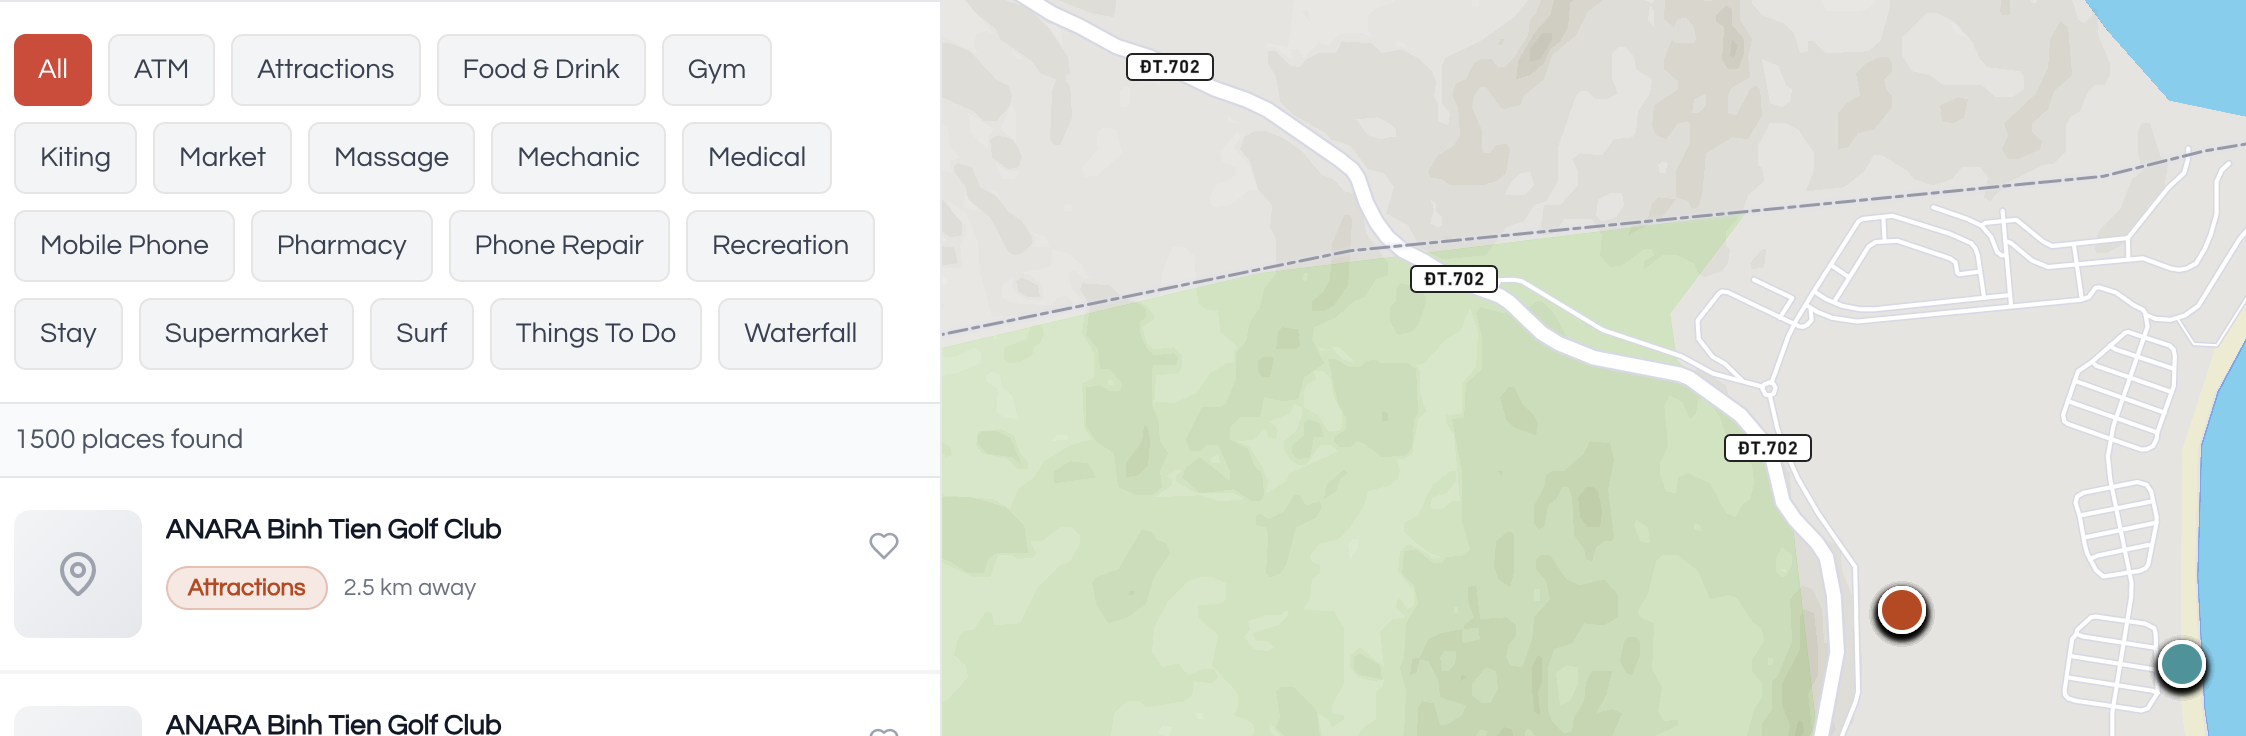 All ATM Attractions Food & Drink Gym
Kiting Market Massage Mechanic Medical
Mobile Phone Pharmacy Phone Repair Recreation
Stay Supermarket Surf Things To Do Waterfall
1500 places found
ANARA Binh Tien Golf Club
Attractions 2.5 km away
ANARA Binh Tien Golf Club
ĐT.702
ĐT.702
ĐT.702